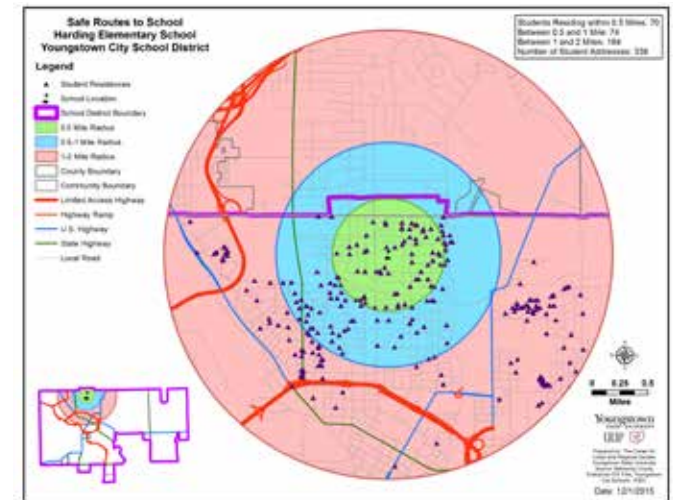 Safe Routes to School
Harding Elementary School
Youngstown City School District
Students Residing within 0.5 Miles: 70
Between 0.5 and 1 Mile: 74
Between 1 and 2 Miles:
Number of Student Addresses:
Legend
Student Residences
School Location
School District Boundary
0.5 Mile Radius
0.5-1 Mile Radius
1-2 Mile Radius
County Boundary
Community Boundary
Limited Access Highway
Highway Ramp
U.S. Highway
State Highway
Local Road
0 0.25 0.5
Miles
Youngstown
Date: 12/1/2015